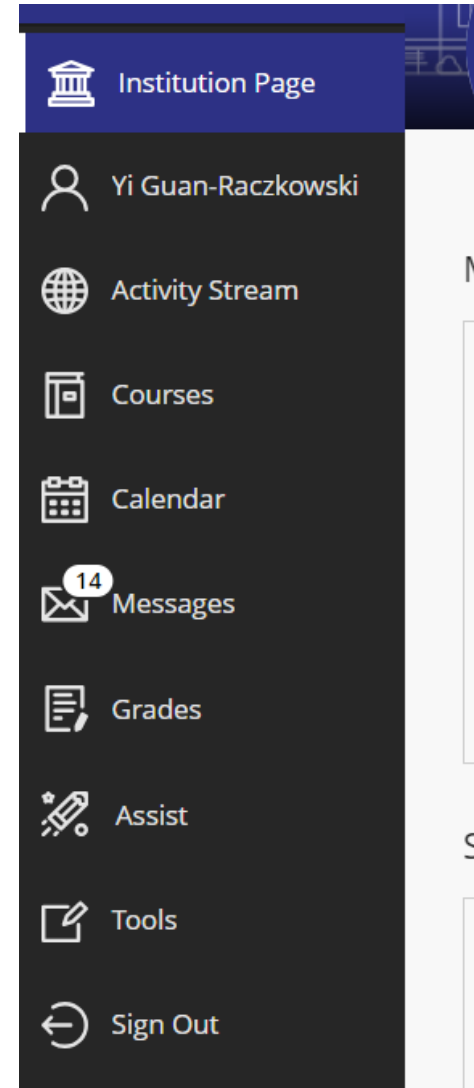 Institution Page
Yi Guan-Raczkowski
Activity Stream
Courses
Calendar
14
Messages
Grades
Assist
Tools
Sign Out